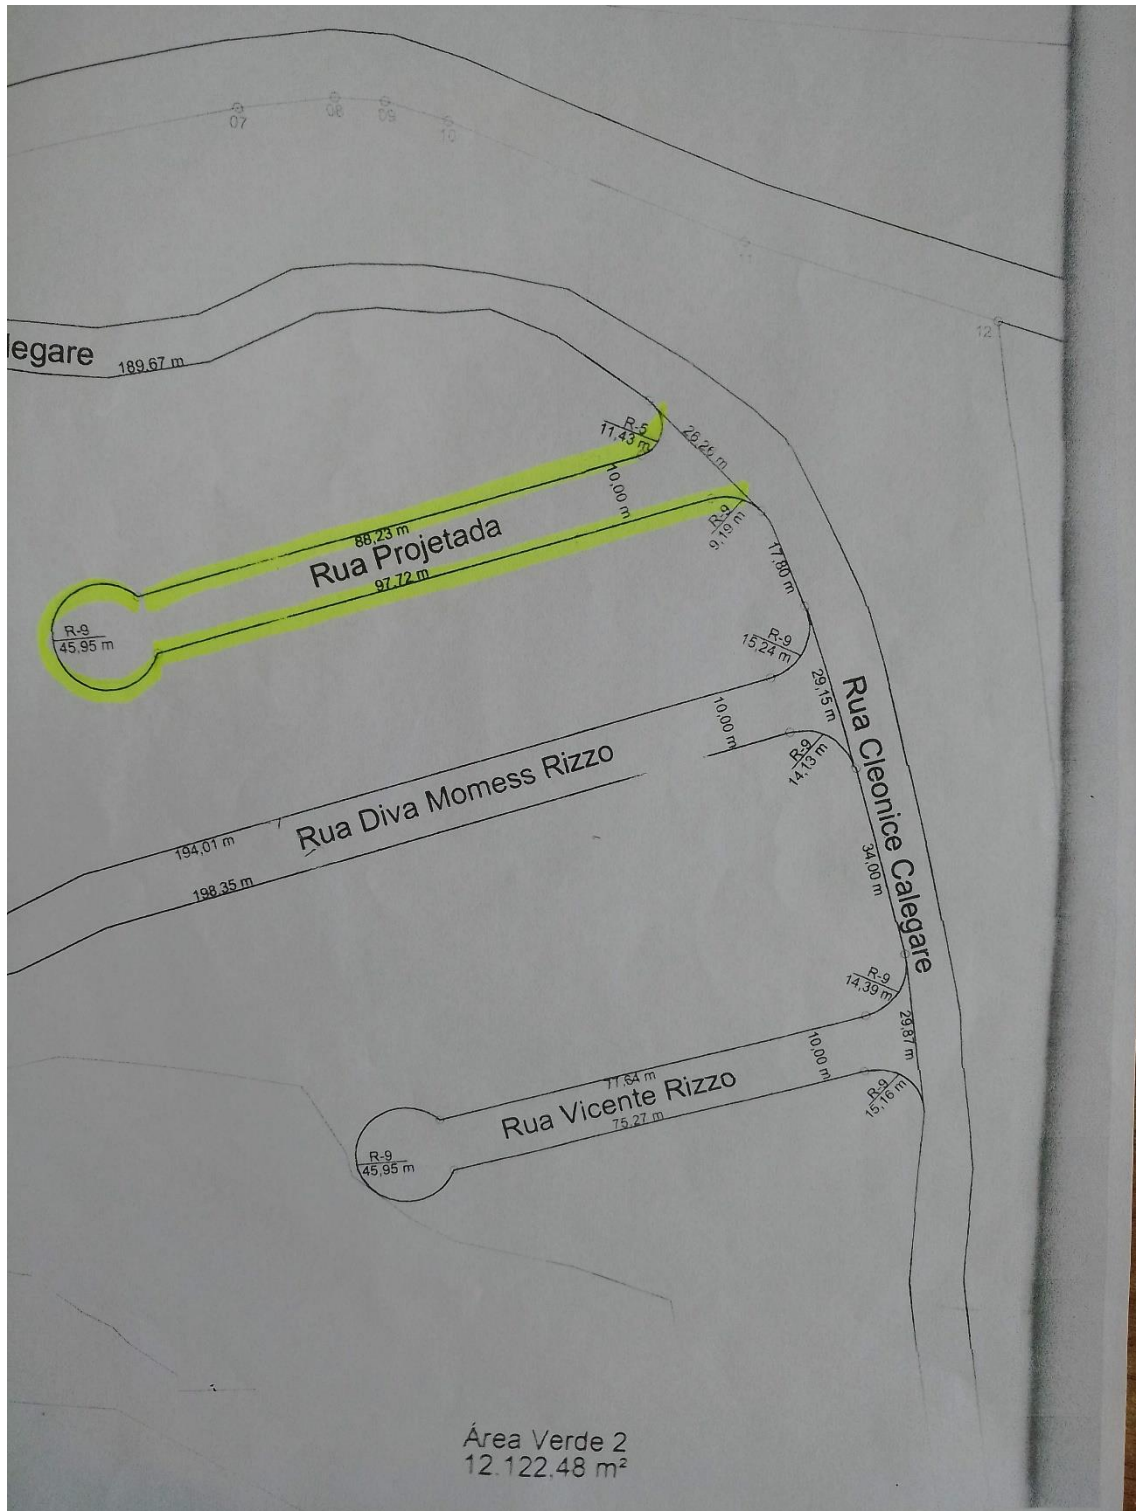 07
08
09
10
11
12
legare
189,67 m
R-5
11,43 m
26,26 m
10,00 m
88,23 m
Rua Projetada
97,72 m
R-9
9,19 m
17,80 m
R-9
45,95 m
R-9
15,24 m
29,15 m
10,00 m
R-9
14,13 m
Rua Cleonice Calegare
Rua Diva Momess Rizzo
194,01 m
198,35 m
34,00 m
R-9
14,39 m
29,87 m
10,00 m
77,64 m
Rua Vicente Rizzo
75,27 m
R-9
15,16 m
R-9
45,95 m
Área Verde 2
12.122,48 m²